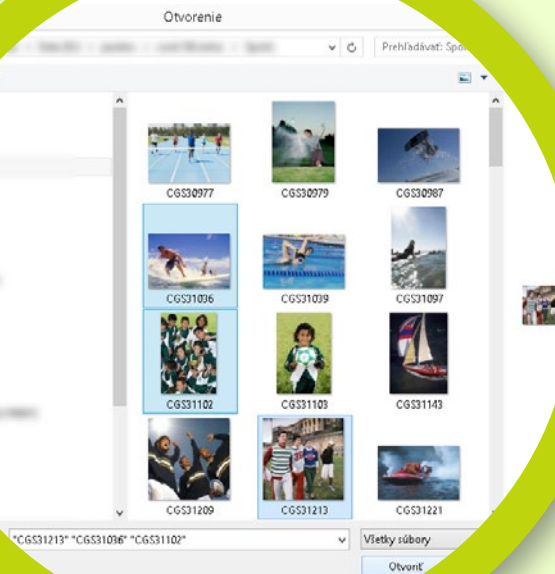 Otvorenie
Prehľadávať: Spo
CGS30977 CGS30979 CGS30987
CGS31036 CGS31039 CGS31097
CGS31102 CGS31103 CGS31143
CGS31209 CGS31213 CGS31221
"CGS31213" "CGS31036" "CGS31102"
Všetky súbory
Otvoriť